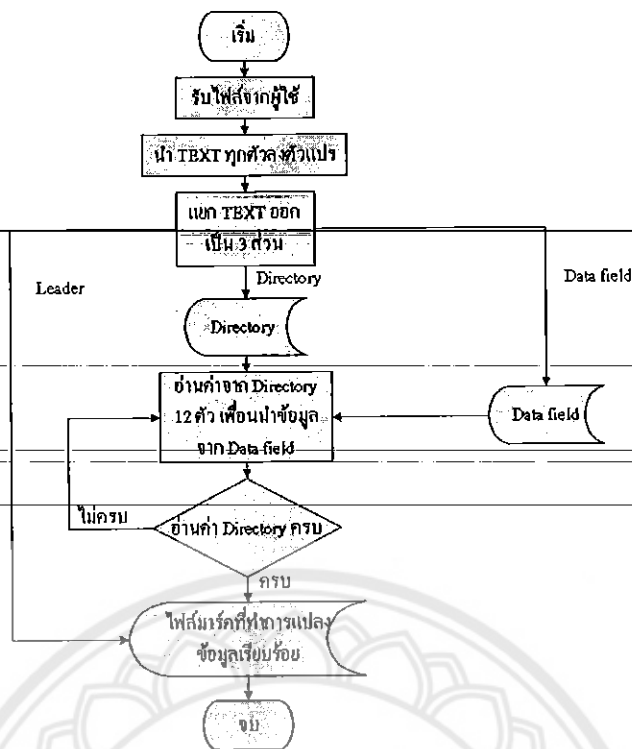 เริ่ม
รับไฟล์จากผู้ใช้
นำ TEXT ทุกตัวลงตัวแปร
แยก TEXT ออก
เป็น 3 ส่วน
Leader
Directory
Data field
Directory
อ่านค่าจาก Directory
12 ตัว เพื่อนำข้อมูล
จาก Data field
Data field
ไม่ครบ
อ่านค่า Directory ครบ
ครบ
ไฟล์มาร์คที่ทำการแปลง
ข้อมูลเรียบร้อย
จบ